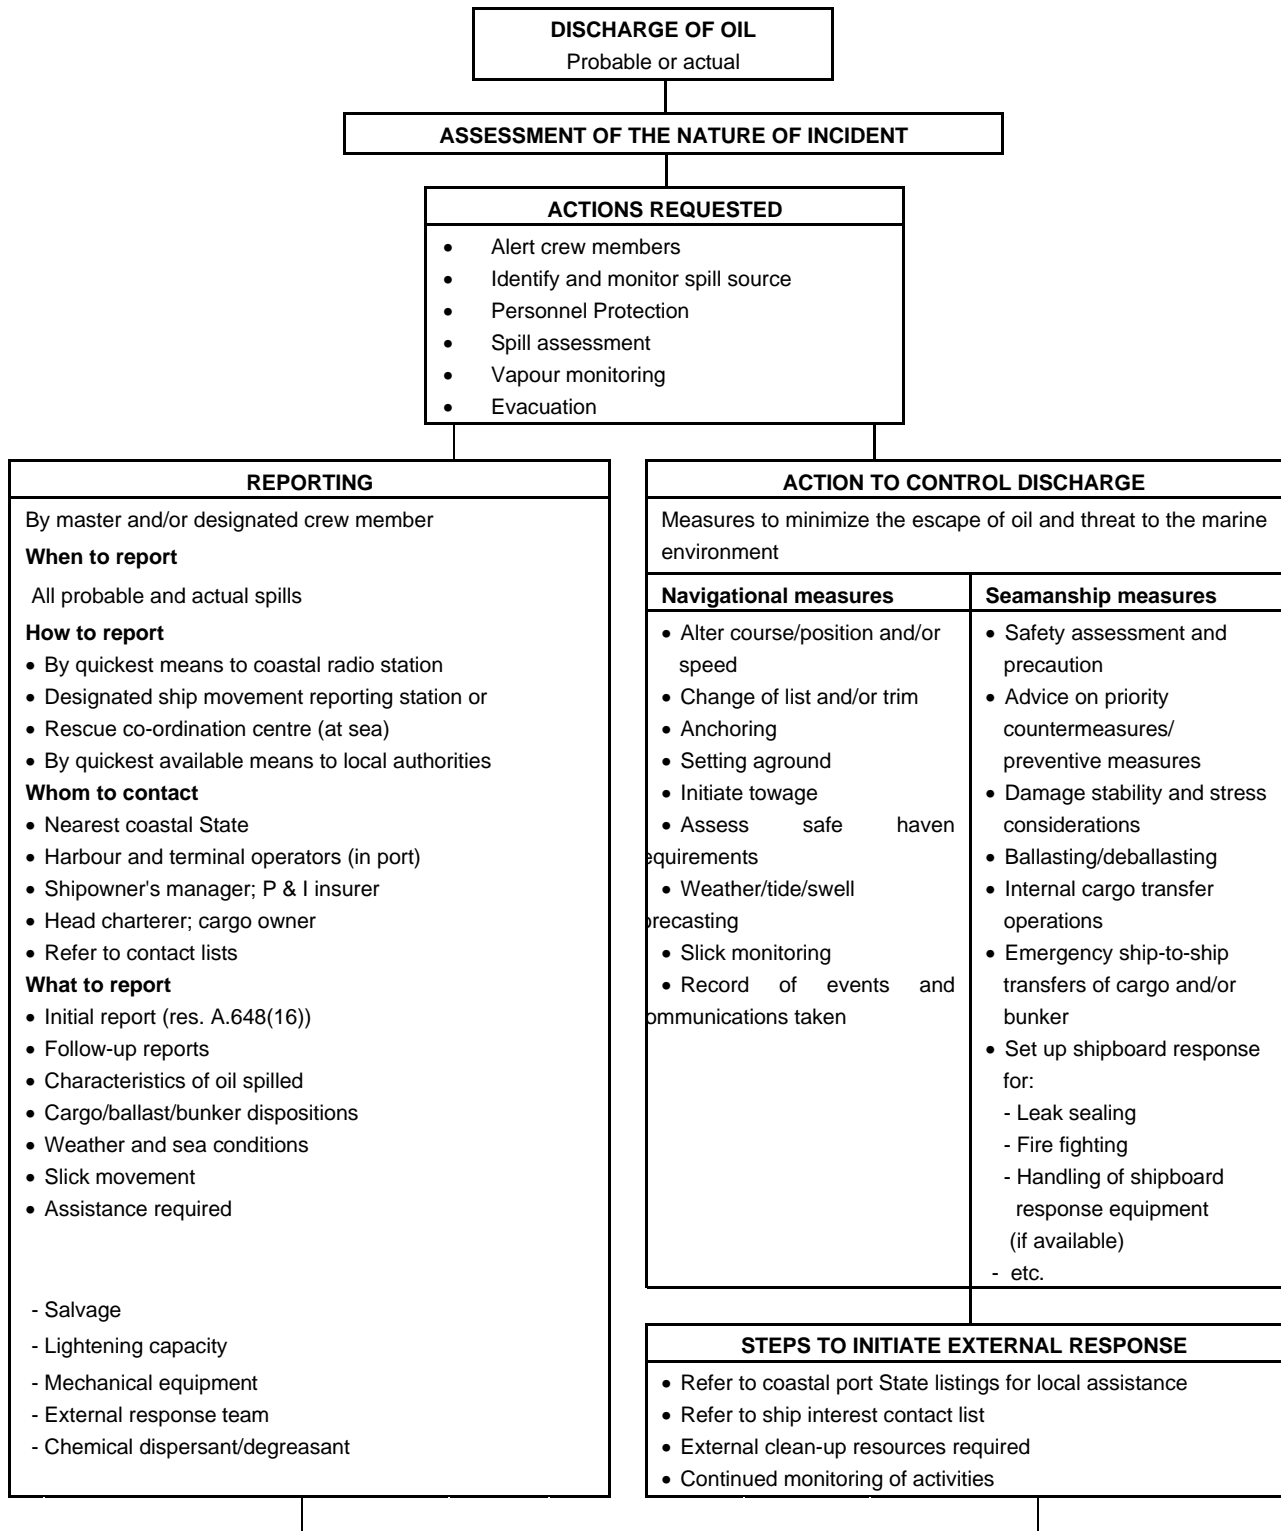 DISCHARGE OF OIL
Probable or actual
ASSESSMENT OF THE NATURE OF INCIDENT
ACTIONS REQUESTED
• Alert crew members
• Identify and monitor spill source
• Personnel Protection
• Spill assessment
• Vapour monitoring
• Evacuation
REPORTING
By master and/or designated crew member
When to report
All probable and actual spills
How to report
• By quickest means to coastal radio station
• Designated ship movement reporting station or
• Rescue co-ordination centre (at sea)
• By quickest available means to local authorities
Whom to contact
• Nearest coastal State
• Harbour and terminal operators (in port)
• Shipowner's manager; P & I insurer
• Head charterer; cargo owner
• Refer to contact lists
What to report
• Initial report (res. A.648(16))
• Follow-up reports
• Characteristics of oil spilled
• Cargo/ballast/bunker dispositions
• Weather and sea conditions
• Slick movement
• Assistance required
- Salvage
- Lightening capacity
- Mechanical equipment
- External response team
- Chemical dispersant/degreasant
ACTION TO CONTROL DISCHARGE
Measures to minimize the escape of oil and threat to the marine
environment
Navigational measures
• Alter course/position and/or
speed
• Change of list and/or trim
• Anchoring
• Setting aground
• Initiate towage
• Assess safe haven
equirements
• Weather/tide/swell
orecasting
• Slick monitoring
• Record of events and
ommunications taken
Seamanship measures
• Safety assessment and
precaution
• Advice on priority
countermeasures/
preventive measures
• Damage stability and stress
considerations
• Ballasting/deballasting
• Internal cargo transfer
operations
• Emergency ship-to-ship
transfers of cargo and/or
bunker
• Set up shipboard response
for:
- Leak sealing
- Fire fighting
- Handling of shipboard
response equipment
(if available)
- etc.
STEPS TO INITIATE EXTERNAL RESPONSE
• Refer to coastal port State listings for local assistance
• Refer to ship interest contact list
• External clean-up resources required
• Continued monitoring of activities